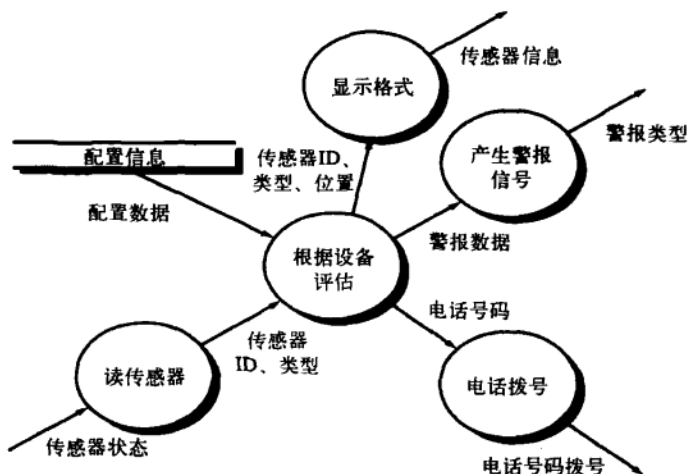 传感器信息
显示格式
警报类型
产生警报
信号
配置信息
传感器ID、
类型、位置
配置数据
警报数据
根据设备
评估
电话号码
传感器
ID、类型
读传感器
电话拨号
传感器状态
电话号码拨号